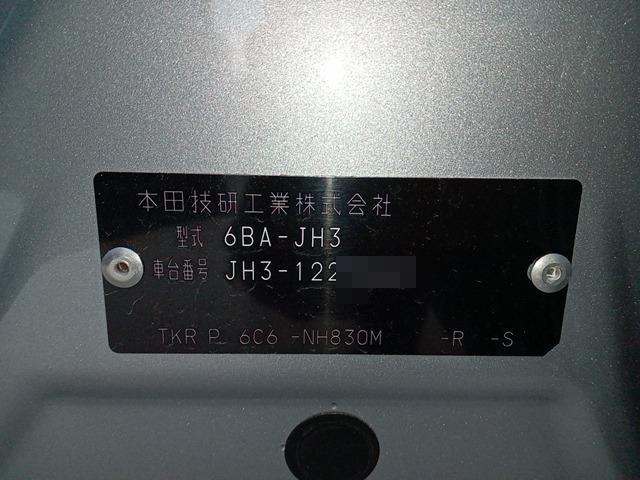 本田技研工業株式会社
型式 6BA-JH3
車台番号 JH3-122
TKR P 6C6 -NH830M -R -S